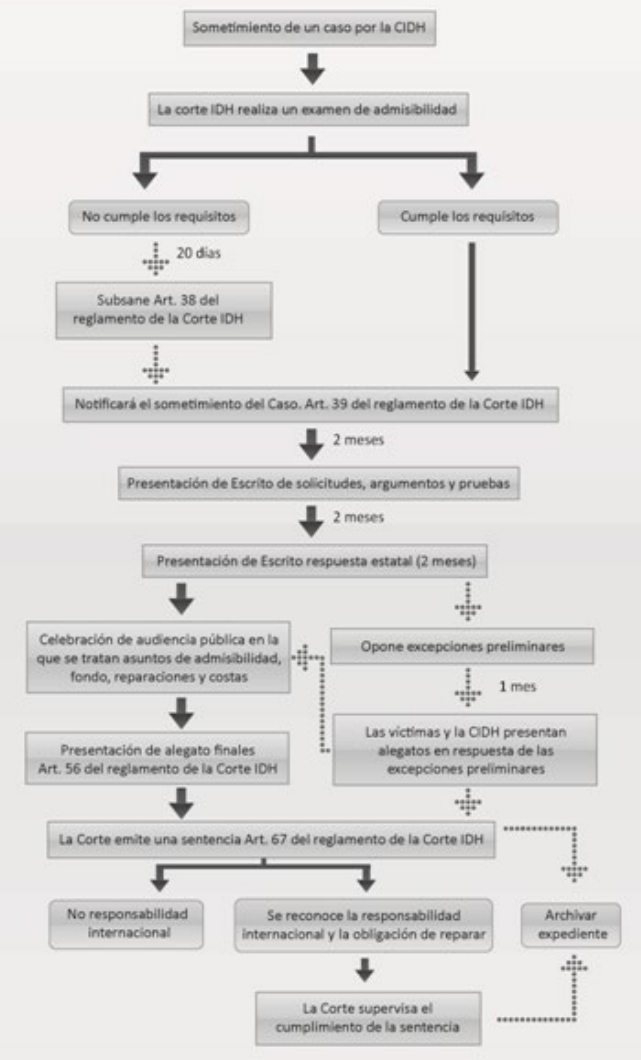 Sometimiento de un caso por la CIDH
La corte IDH realiza un examen de admisibilidad
No cumple los requisitos
Cumple los requisitos
20 días
Subsane Art. 38 del
reglamento de la Corte IDH
Notificará el sometimiento del Caso. Art. 39 del reglamento de la Corte IDH
2 meses
Presentación de Escrito de solicitudes, argumentos y pruebas
2 meses
Presentación de Escrito respuesta estatal (2 meses)
Celebración de audiencia pública en la
que se tratan asuntos de admisibilidad,
fondo, reparaciones y costas
Opone excepciones preliminares
1 mes
Las víctimas y la CIDH presentan
alegatos en respuesta de las
excepciones preliminares
Presentación de alegato finales
Art. 56 del reglamento de la Corte IDH
La Corte emite una sentencia Art. 67 del reglamento de la Corte IDH
No responsabilidad
internacional
Se reconoce la responsabilidad
internacional y la obligación de reparar
Archivar
expediente
La Corte supervisa el
cumplimiento de la sentencia